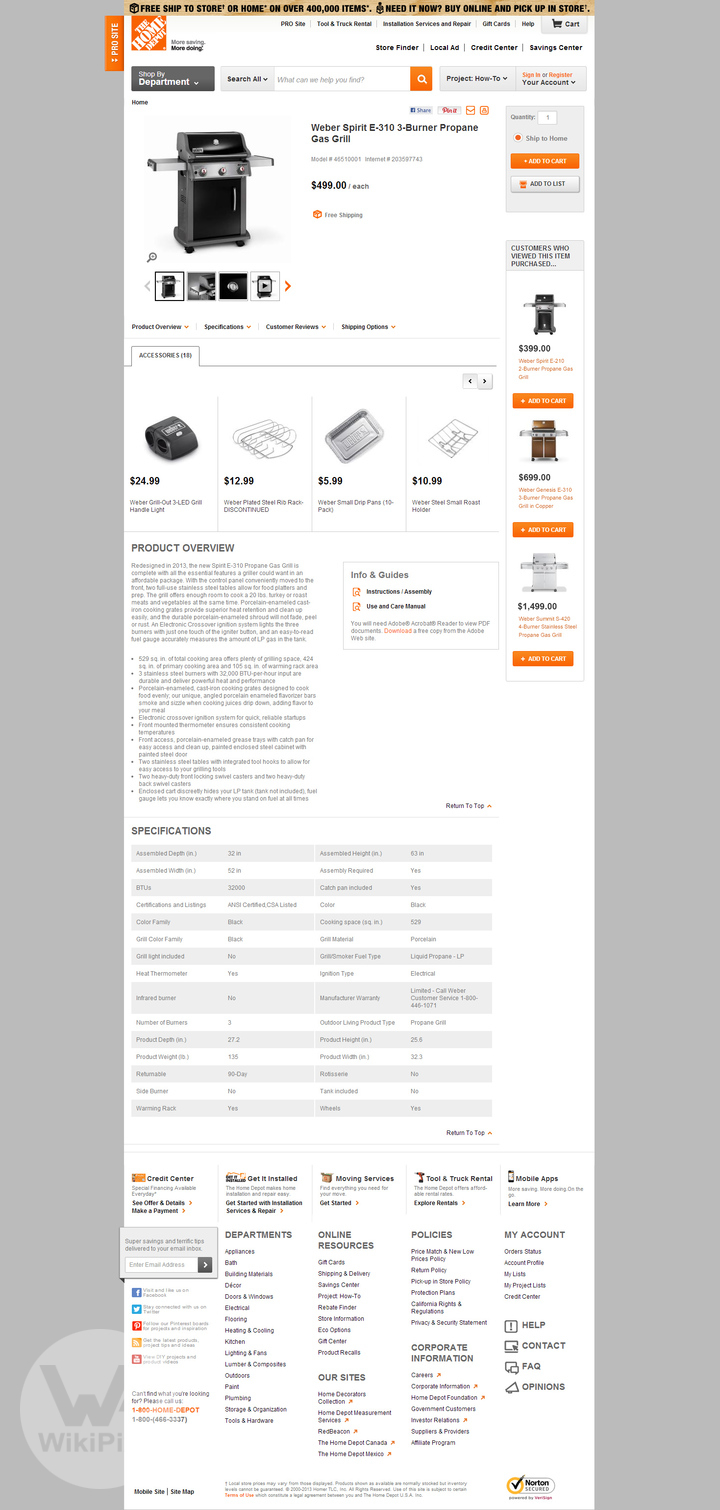 FREE SHIP TO STORE† OR HOME* ON OVER 400,000 ITEMS*. NEED IT NOW? BUY ONLINE AND PICK UP IN STORE†.
PRO SITE
THE HOME DEPOT
More saving.
More doing.
PRO Site | Tool & Truck Rental | Installation Services and Repair | Gift Cards | Help
Cart
Store Finder | Local Ad | Credit Center | Savings Center
Shop By
Department
Search All
What can we help you find?
Project: How-To
Sign In or Register
Your Account
Home
Share
Pin it
Weber Spirit E-310 3-Burner Propane
Gas Grill
Model # 46510001 Internet # 203597743
$499.00 / each
Free Shipping
Quantity: 1
Ship to Home
+ ADD TO CART
ADD TO LIST
CUSTOMERS WHO
VIEWED THIS ITEM
PURCHASED...
$399.00
Weber Spirit E-210
2-Burner Propane Gas
Grill
+ ADD TO CART
$699.00
Weber Genesis E-310
3-Burner Propane Gas
Grill in Copper
+ ADD TO CART
$1,499.00
Weber Summit S-420
4-Burner Stainless Steel
Propane Gas Grill
+ ADD TO CART
Product Overview
Specifications
Customer Reviews
Shipping Options
ACCESSORIES (18)
$24.99
Weber Grill-Out 3-LED Grill
Handle Light
$12.99
Weber Plated Steel Rib Rack-
DISCONTINUED
$5.99
Weber Small Drip Pans (10-
Pack)
$10.99
Weber Steel Small Roast
Holder
PRODUCT OVERVIEW
Redesigned in 2013, the new Spirit E-310 Propane Gas Grill is
complete with all the essential features a griller could want in an
affordable package. With the control panel conveniently moved to the
front, two full-use stainless steel tables allow for food platters and
prep. The grill offers enough room to cook a 20 lbs. turkey or roast
meats and vegetables at the same time. Porcelain-enameled cast-
iron cooking grates provide superior heat retention and clean up
easily, and the durable porcelain-enameled shroud will not fade, peel
or rust. An Electronic Crossover ignition system lights the three
burners with just one touch of the igniter button, and an easy-to-read
fuel gauge accurately measures the amount of LP gas in the tank.
• 529 sq. in. of total cooking area offers plenty of grilling space, 424
sq. in. of primary cooking area and 105 sq. in. of warming rack area
• 3 stainless steel burners with 32,000 BTU-per-hour input are
durable and deliver powerful heat and performance
• Porcelain-enameled, cast-iron cooking grates designed to cook
food evenly; our unique, angled porcelain enameled flavorizer bars
smoke and sizzle when cooking juices drip down, adding flavor to
your meal
• Electronic crossover ignition system for quick, reliable startups
• Front mounted thermometer ensures consistent cooking
temperatures
• Front access, porcelain-enameled grease trays with catch pan for
easy access and clean up, painted enclosed steel cabinet with
painted steel door
• Two stainless steel tables with integrated tool hooks to allow for
easy access to your grilling tools
• Two heavy-duty front locking swivel casters and two heavy-duty
back swivel casters
• Enclosed cart discreetly hides your LP tank (tank not included), fuel
gauge lets you know exactly where you stand on fuel at all times
Info & Guides
Instructions / Assembly
Use and Care Manual
You will need Adobe® Acrobat® Reader to view PDF
documents. Download a free copy from the Adobe
Web site.
Return To Top
SPECIFICATIONS
Assembled Depth (in.) 32 in Assembled Height (in.) 63 in
Assembled Width (in.) 52 in Assembly Required Yes
BTUs 32000 Catch pan included Yes
Certifications and Listings ANSI Certified,CSA Listed Color Black
Color Family Black Cooking space (sq. in.) 529
Grill Color Family Black Grill Material Porcelain
Grill light included No Grill/Smoker Fuel Type Liquid Propane - LP
Heat Thermometer Yes Ignition Type Electrical
Infrared burner No Manufacturer Warranty Limited - Call Weber
Customer Service 1-800-
446-1071
Number of Burners 3 Outdoor Living Product Type Propane Grill
Product Depth (in.) 27.2 Product Height (in.) 25.6
Product Weight (lb.) 135 Product Width (in.) 32.3
Returnable 90-Day Rotisserie No
Side Burner No Tank included No
Warming Rack Yes Wheels Yes
Return To Top
Credit Center
Special Financing Available
Everyday*
See Offer & Details
Make a Payment
Get It Installed
The Home Depot makes home
installation and repair easy.
Get Started with Installation
Services & Repair
Moving Services
Find everything you need for
your move.
Get Started
Tool & Truck Rental
The Home Depot offers afford-
able rental rates.
Explore Rentals
Mobile Apps
More saving. More doing On the
go.
Learn More
Super savings and terrific tips
delivered to your email inbox
Enter Email Address
Visit and like us on
Facebook
Stay connected with us on
Twitter
Follow our Pinterest boards
for projects and inspiration
Get the latest products,
project tips and ideas
View DIY projects and
product videos
Can't find what you're looking
for? Please call us:
1-800-HOME-DEPOT
1-800-(466-3337)
DEPARTMENTS
Appliances
Bath
Building Materials
Décor
Doors & Windows
Electrical
Flooring
Heating & Cooling
Kitchen
Lighting & Fans
Lumber & Composites
Outdoors
Paint
Plumbing
Storage & Organization
Tools & Hardware
ONLINE
RESOURCES
Gift Cards
Shipping & Delivery
Savings Center
Project: How-To
Rebate Finder
Store Information
Eco Options
Gift Center
Product Recalls
OUR SITES
Home Decorators
Collection
Home Depot Measurement
Services
RedBeacon
The Home Depot Canada
The Home Depot Mexico
POLICIES
Price Match & New Low
Prices Policy
Return Policy
Pick-up in Store Policy
Protection Plans
California Rights &
Regulations
Privacy & Security Statement
CORPORATE
INFORMATION
Careers
Corporate Information
Home Depot Foundation
Government Customers
Investor Relations
Suppliers & Providers
Affiliate Program
MY ACCOUNT
Orders Status
Account Profile
My Lists
My Project Lists
Credit Center
HELP
CONTACT
FAQ
OPINIONS
WikiPi
Mobile Site | Site Map
† Local store prices may vary from those displayed. Products shown as available are normally stocked but inventory
levels cannot be guaranteed. © 2000-2013 Homer TLC, Inc. All Rights Reserved. Use of this site is subject to certain
Terms of Use which constitute a legal agreement between you and The Home Depot U.S.A., Inc.
Norton
SECURED
powered by VeriSign